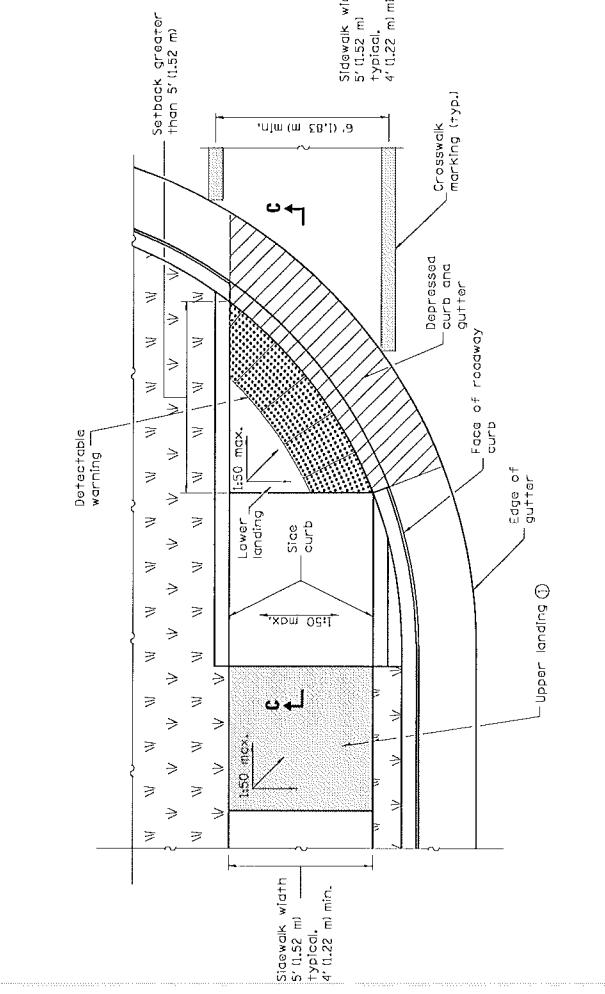 Setback greater
than 5' (1.52 m)
Sidewalk wi
5' (1.52 m)
typical.
4' (1.22 m) mi
6' (1.83 m) min.
Crosswalk
marking (typ.)
C
Detectable
warning
Depressed
curb and
gutter
Face of roadway
curb
1:50 max.
Lower
landing
Side
curb
1:50 max.
Edge of
gutter
C
1:50 max.
Upper landing ①
Sidewalk width
5' (1.52 m)
typical.
4' (1.22 m) min.